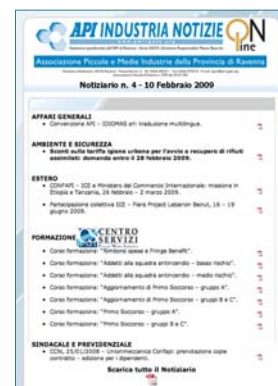 API INDUSTRIA NOTIZIE ON line
Associazione Piccole e Medie Industrie della Provincia di Ravenna
Notiziario n. 4 - 10 Febbraio 2009
AFFARI GENERALI
Convenzione API – IDIOMAS srl: traduzione multilingue.
AMBIENTE E SICUREZZA
Sconti sulla tariffa igiene urbana per l'avvio a recupero di rifiuti
assimilati: domanda entro il 28 febbraio 2009.
ESTERO
CONFAPI – ICE e Ministero del Commercio Internazionale: missione in
Etiopia e Tanzania, 26 febbraio – 2 marzo 2009.
Partecipazione collettiva ICE – Fiera Project Lebanon Beirut, 16 – 19
giugno 2009.
FORMAZIONE CENTRO
SERVIZI
Corso formazione: "Rimborsi spese e Fringe Benefit".
Corso formazione: "Addetti alla squadra antincendio – basso rischio".
Corso formazione: "Addetti alla squadra antincendio – medio rischio".
Corso formazione: "Aggiornamento di Primo Soccorso – gruppo A".
Corso formazione: "Aggiornamento di Primo Soccorso – gruppi B e C".
Corso formazione: "Primo Soccorso – gruppo A".
Corso formazione: "Primo Soccorso – gruppi B e C".
SINDACALE E PREVIDENZIALE
CCNL 25/01/2008 – Unionmeccanica Confapi: prenotazione copie
contratto – edizione per i dipendenti.
Scarica tutto il Notiziario